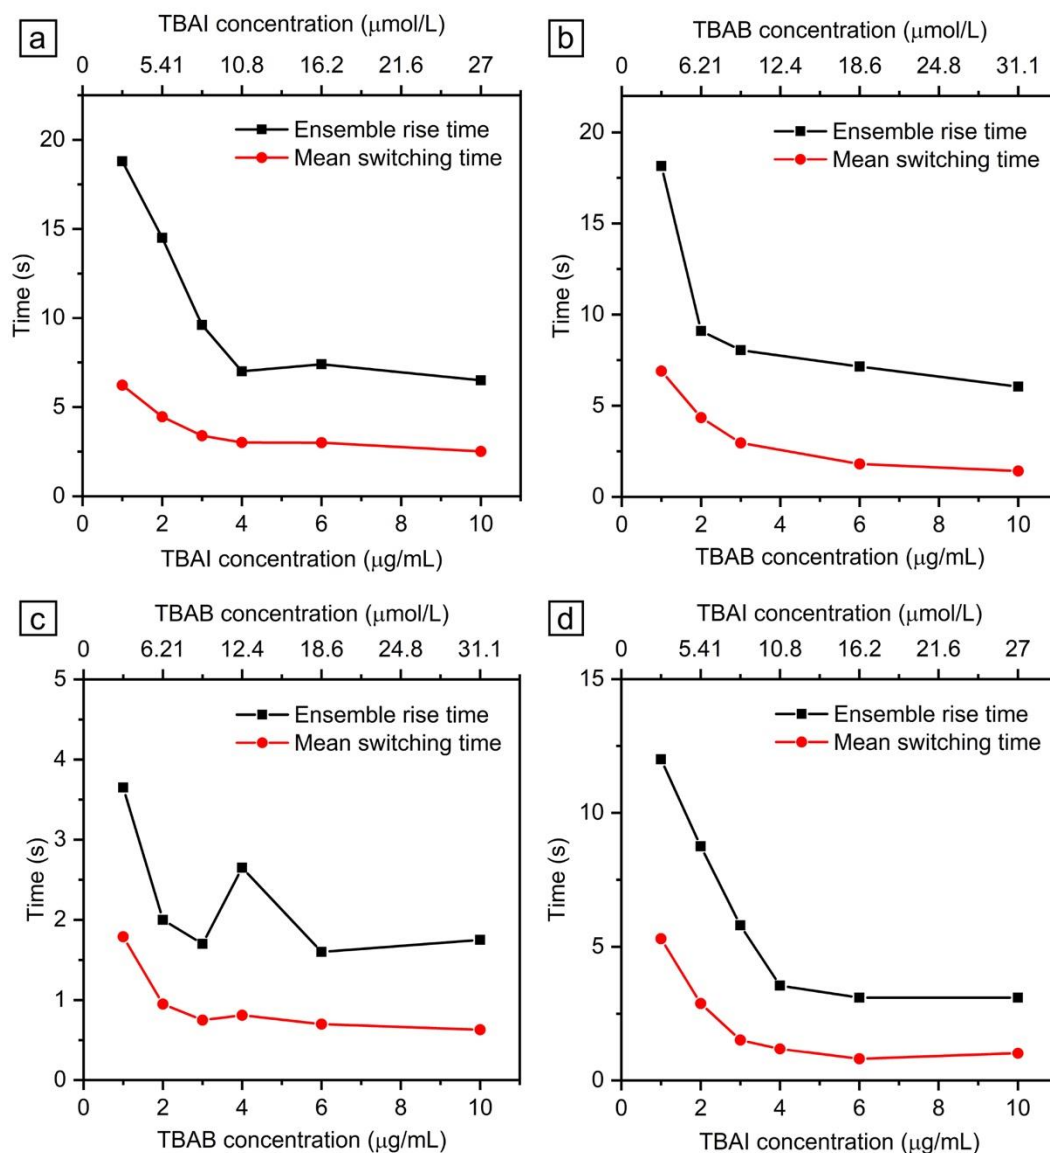 a
TBAI concentration (μmol/L)
0 5.41 10.8 16.2 21.6 27
Time (s)
20
15
10
5
0
Ensemble rise time
Mean switching time
0 2 4 6 8 10
TBAI concentration (μg/mL)
b
TBAB concentration (μmol/L)
0 6.21 12.4 18.6 24.8 31.1
Time (s)
20
15
10
5
0
Ensemble rise time
Mean switching time
0 2 4 6 8 10
TBAB concentration (μg/mL)
c
TBAB concentration (μmol/L)
0 6.21 12.4 18.6 24.8 31.1
Time (s)
5
4
3
2
1
0
Ensemble rise time
Mean switching time
0 2 4 6 8 10
TBAB concentration (μg/mL)
d
TBAI concentration (μmol/L)
0 5.41 10.8 16.2 21.6 27
Time (s)
15
10
5
0
Ensemble rise time
Mean switching time
0 2 4 6 8 10
TBAI concentration (μg/mL)